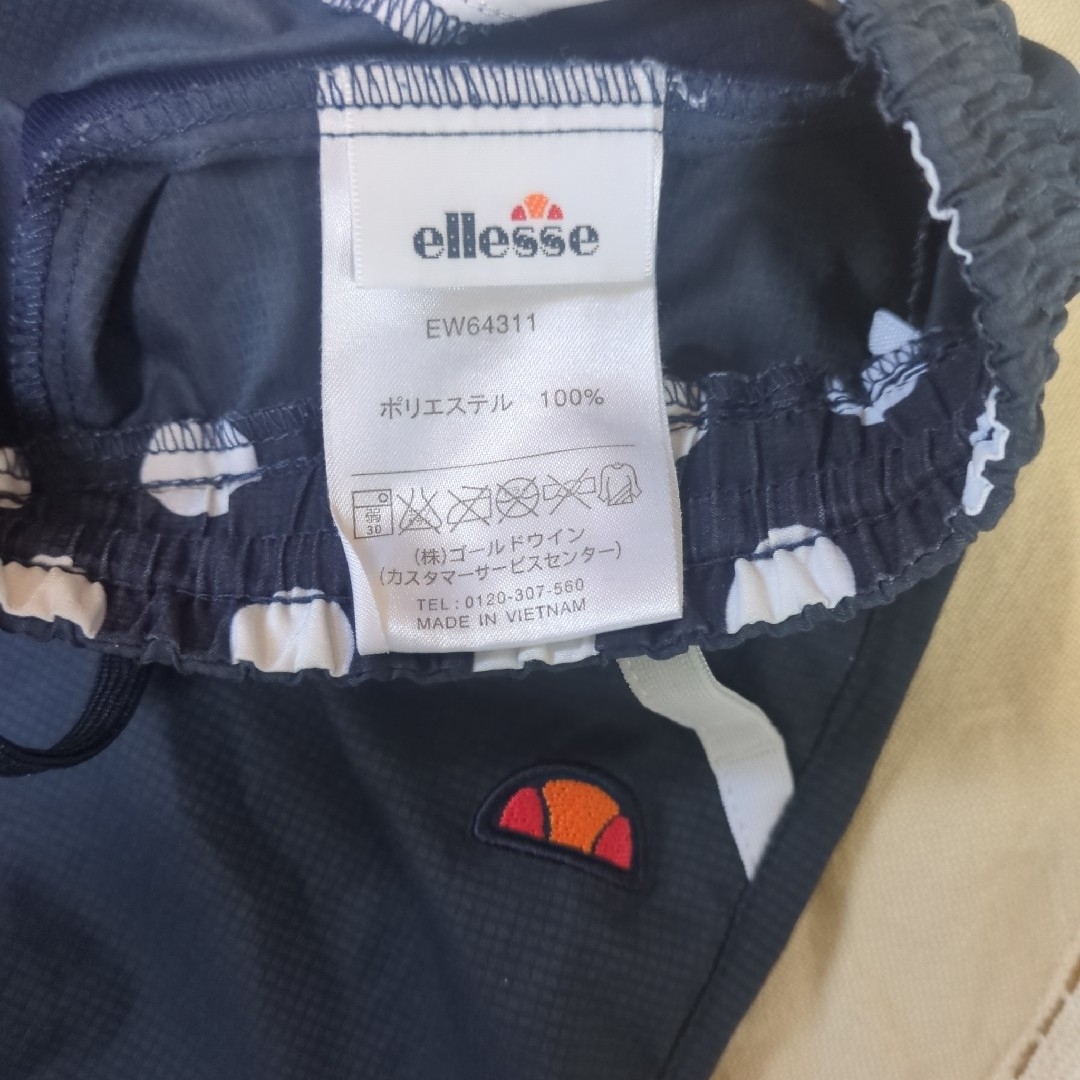 ellesse
EW64311
ポリエステル 100%
30
(株)ゴールドウイン
(カスタマーサービスセンター)
TEL : 0120-307-560
MADE IN VIETNAM